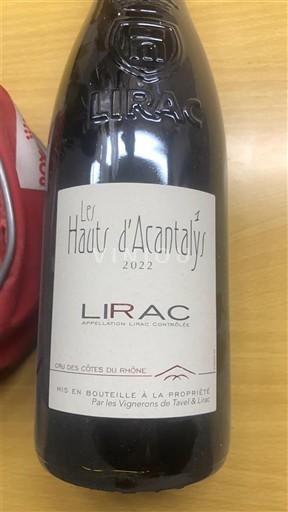 LIRAC
Les
Hauts d'Acantalys
VINTUU
2022
LIRAC
APPELLATION LIRAC CONTRÔLÉE
CRU DES CÔTES DU RHÔNE
MIS EN BOUTEILLE À LA PROPRIÉTÉ
Par les Vignerons de Tavel & Lirac